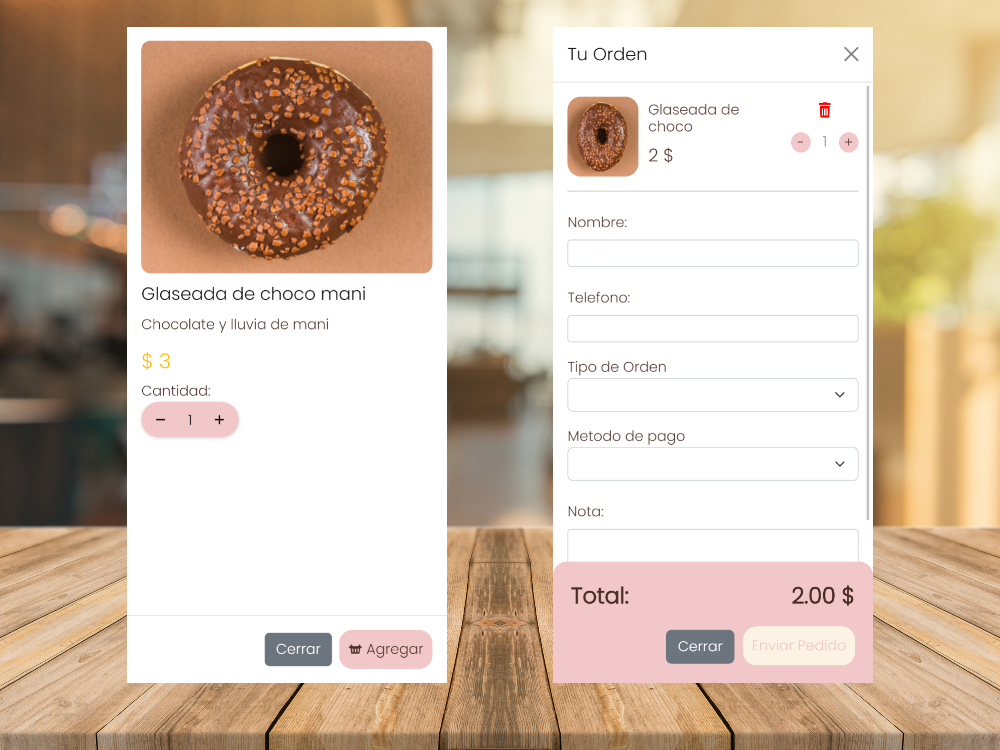 Glaseada de choco mani
Chocolate y lluvia de mani
$ 3
Cantidad:
− 1 +
Cerrar
Agregar
Tu Orden
Glaseada de
choco
2 $
- 1 +
Nombre:
Telefono:
Tipo de Orden
Metodo de pago
Nota:
Total: 2.00 $
Cerrar
Enviar Pedido